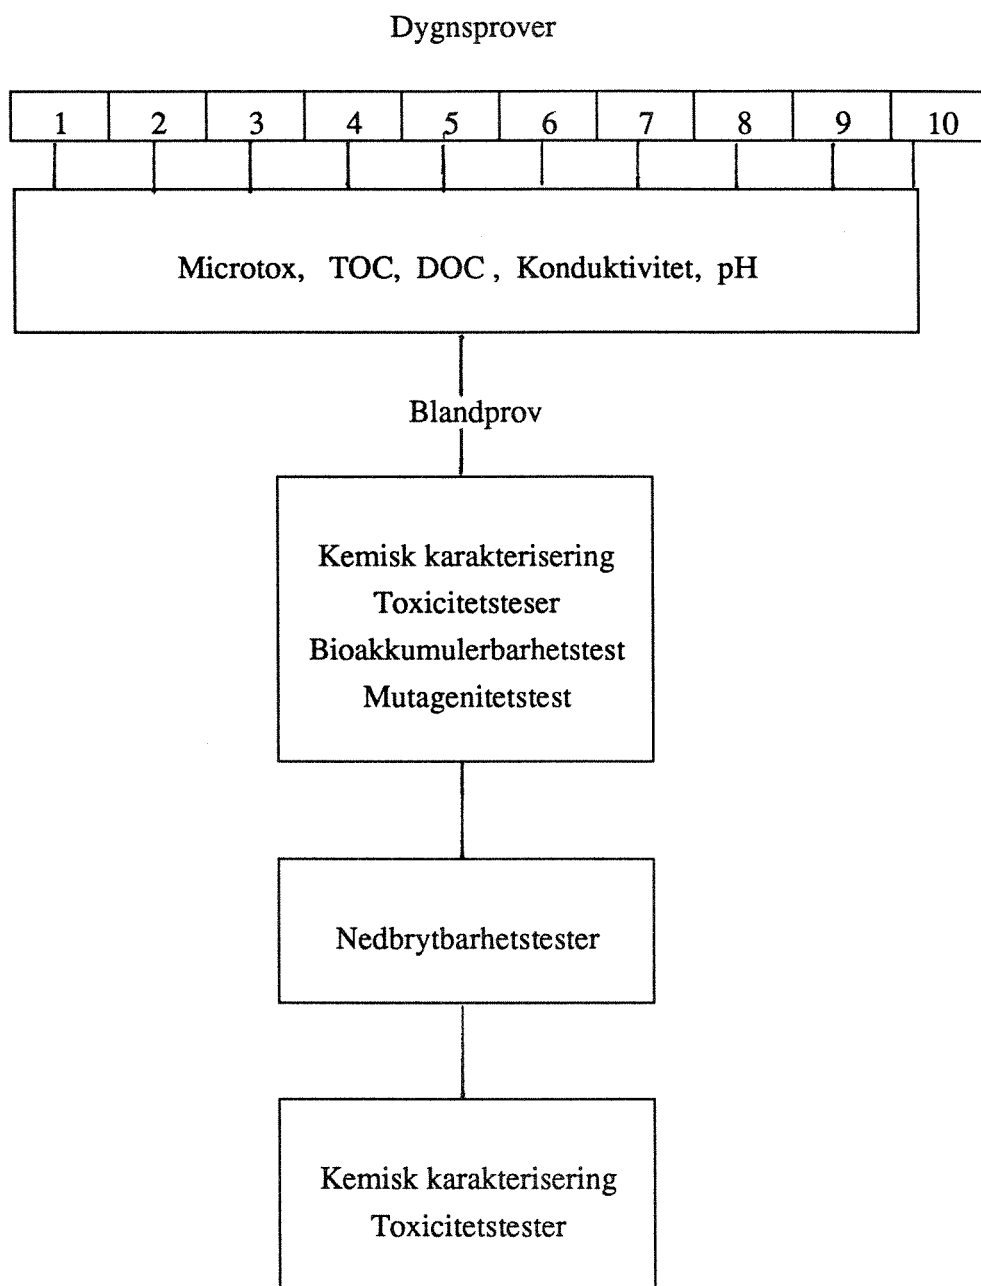 Dygnsprover
1 2 3 4 5 6 7 8 9 10
Microtox, TOC, DOC , Konduktivitet, pH
Blandprov
Kemisk karakterisering
Toxicitetsteser
Bioakkumulerbarhetstest
Mutagenitetstest
Nedbrytbarhetstester
Kemisk karakterisering
Toxicitetstester